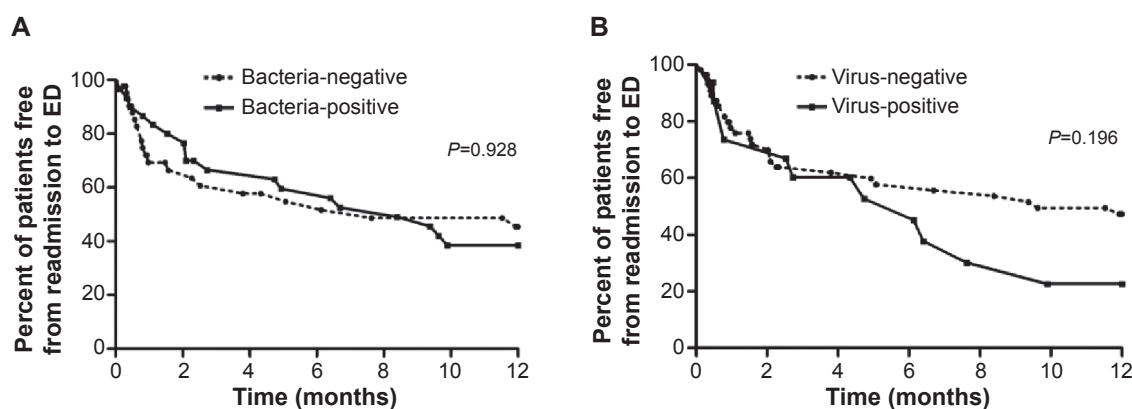 A
Percent of patients free
from readmission to ED
100
80
60
40
20
0
Bacteria-negative
Bacteria-positive
P=0.928
0 2 4 6 8 10 12
Time (months)
B
Percent of patients free
from readmission to ED
100
80
60
40
20
0
Virus-negative
Virus-positive
P=0.196
0 2 4 6 8 10 12
Time (months)